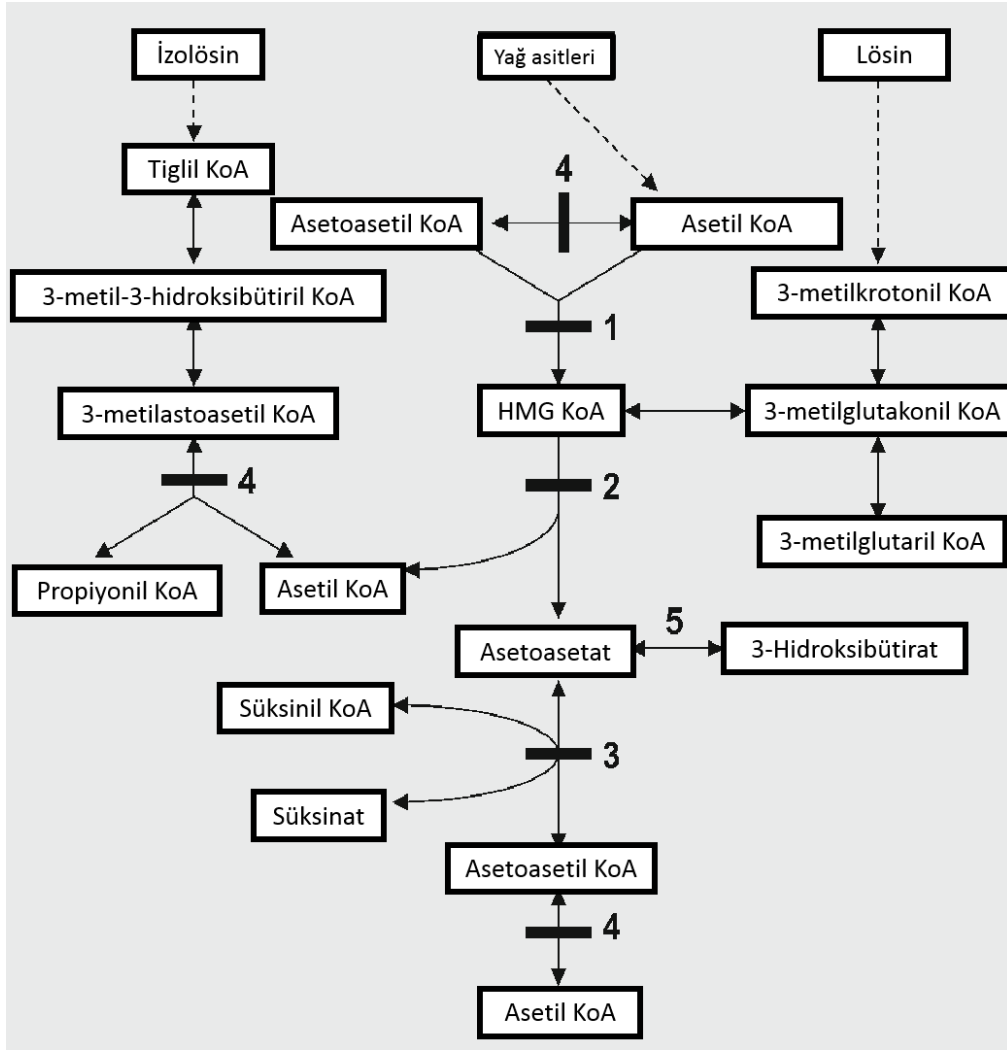 İzolösin
Yağ asitleri
Lösin
Tiglil KoA
4
Asetoasetil KoA
Asetil KoA
3-metil-3-hidroksibütiril KoA
3-metilkrotonil KoA
1
3-metilastoasetil KoA
HMG KoA
3-metilglutakonil KoA
4
2
3-metilglutaril KoA
Propiyonil KoA
Asetil KoA
5
Asetoasetat
3-Hidroksibütirat
Süksinil KoA
3
Süksinat
Asetoasetil KoA
4
Asetil KoA